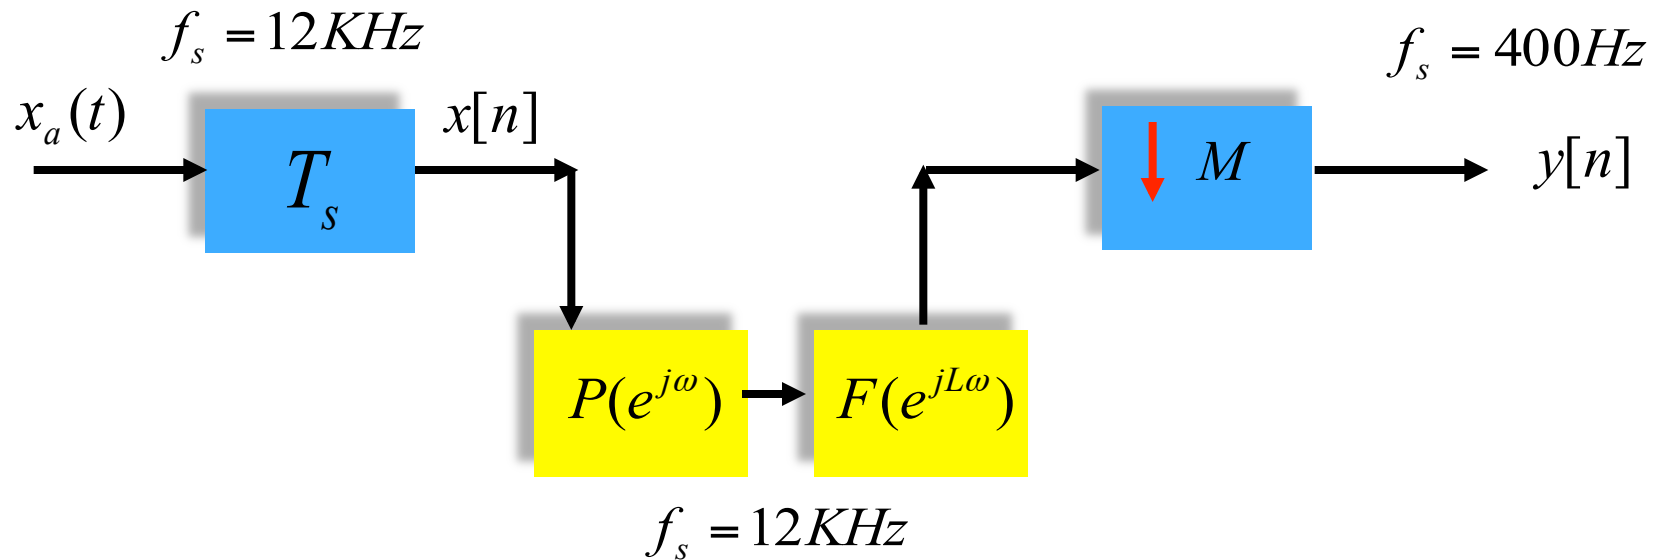 f_s = 12KHz
f_s = 400Hz
x_a(t)
T_s
x[n]
M
y[n]
P(e^{jω})
F(e^{jLω})
f_s = 12KHz